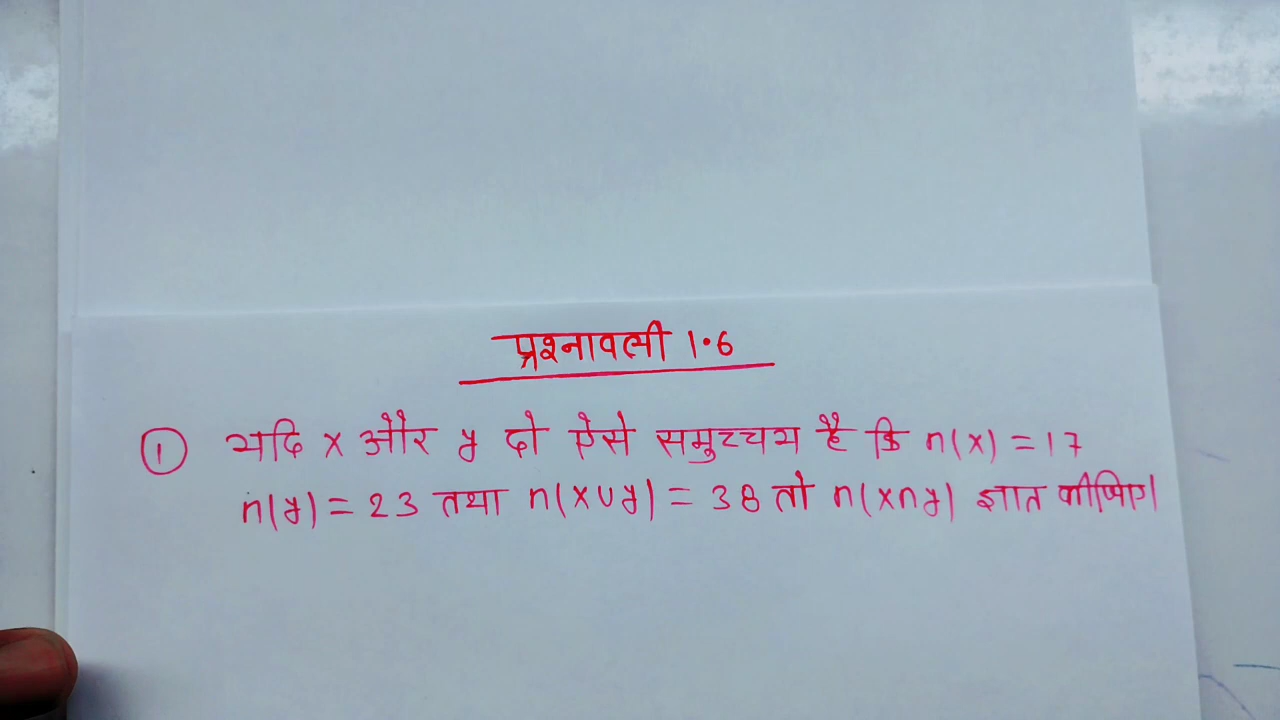 प्रश्नावली 1.6
① यदि x और y दो ऐसे समुच्चय है कि n(x) = 17
n(y) = 23 तथा n(x∪y) = 38 तो n(x∩y) ज्ञात कीजिए।